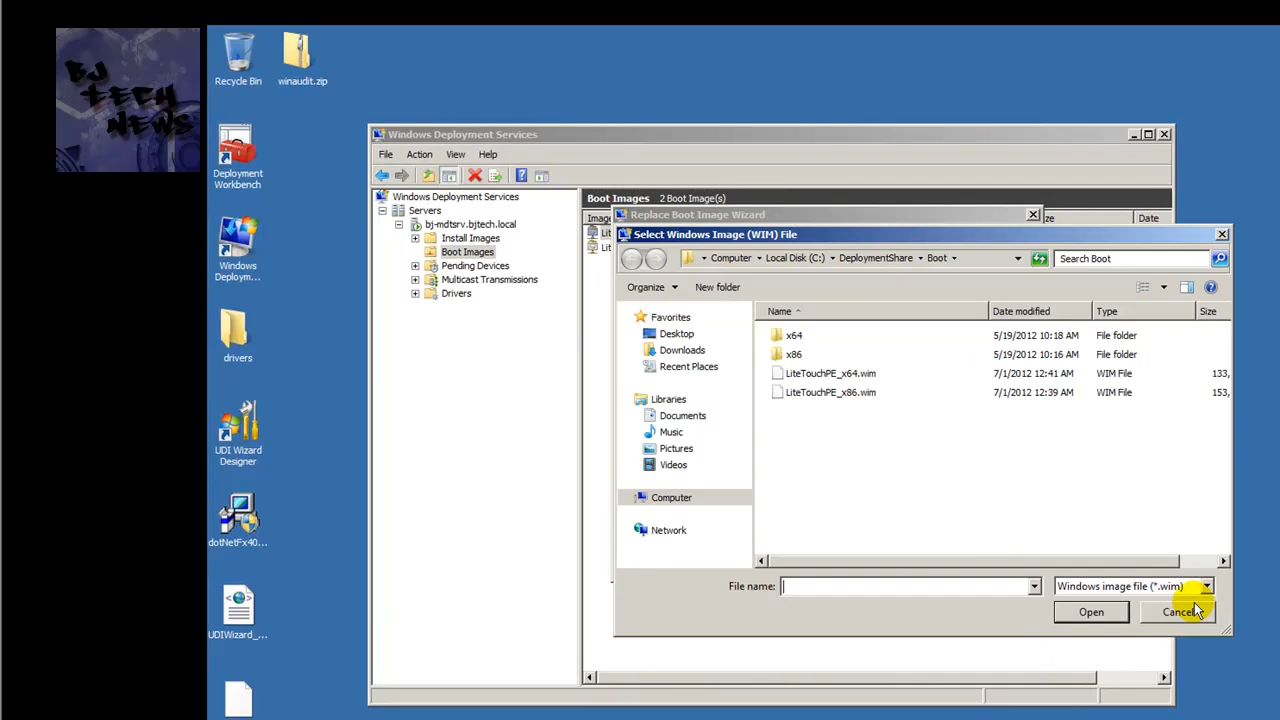 BJ
TECH
NEWS
Recycle Bin
winaudit.zip
Deployment
Workbench
Windows
Deploym...
drivers
UDI Wizard
Designer
dotNetFx40...
UDIWizard_...
Windows Deployment Services
File Action View Help
Windows Deployment Services
Servers
bj-mdtsrv.bjtech.local
Install Images
Boot Images
Pending Devices
Multicast Transmissions
Drivers
Boot Images 2 Boot Image(s)
Replace Boot Image Wizard
Date
Select Windows Image (WIM) File
Computer Local Disk (C:) DeploymentShare Boot
Search Boot
Organize New folder
Favorites
Desktop
Downloads
Recent Places
Libraries
Documents
Music
Pictures
Videos
Computer
Network
Name Date modified Type Size
x64 5/19/2012 10:18 AM File folder
x86 5/19/2012 10:16 AM File folder
LiteTouchPE_x64.wim 7/1/2012 12:41 AM WIM File 133,
LiteTouchPE_x86.wim 7/1/2012 12:39 AM WIM File 153,
File name:
Windows image file (*.wim)
Open Cancel